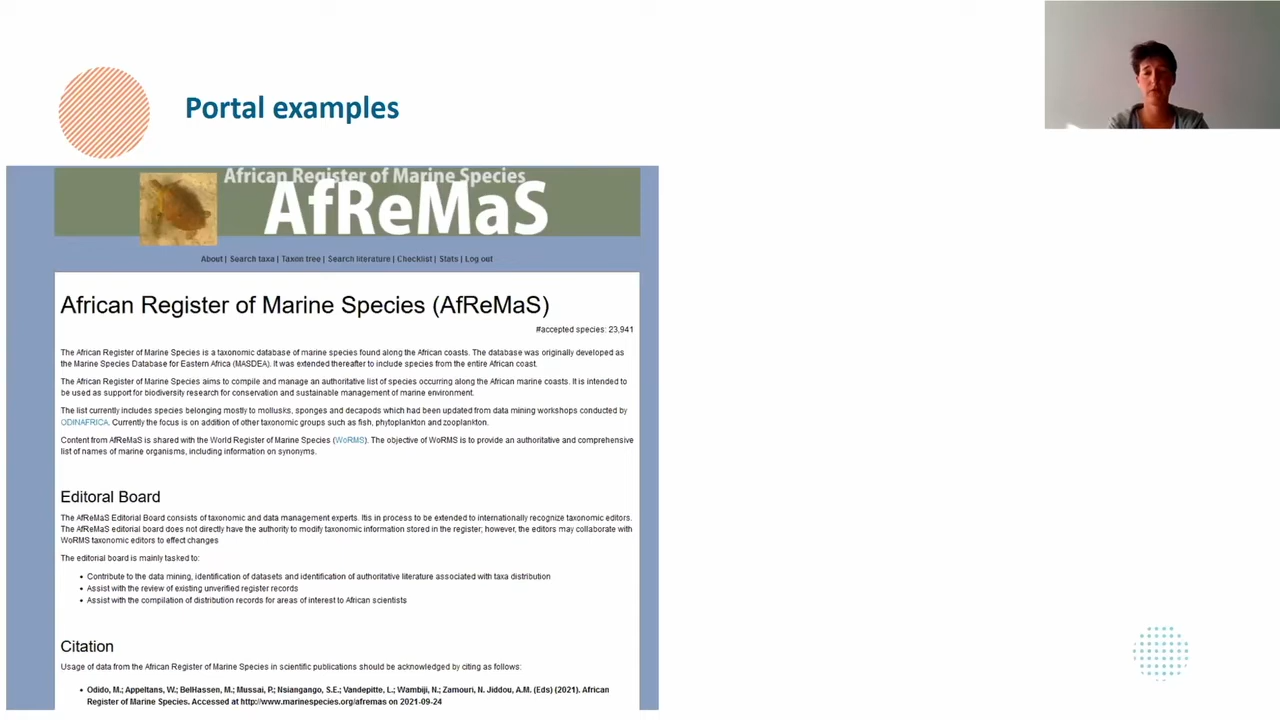 Portal examples
African Register of Marine Species
AfReMaS
About | Search taxa | Taxon tree | Search literature | Checklist | Stats | Log out
African Register of Marine Species (AfReMaS)
#accepted species: 23,941
The African Register of Marine Species is a taxonomic database of marine species found along the African coasts. The database was originally developed as
the Marine Species Database for Eastern Africa (MASDEA). It was extended thereafter to include species from the entire African coast.
The African Register of Marine Species aims to compile and manage an authoritative list of species occurring along the African marine coasts. It is intended to
be used as support for biodiversity research for conservation and sustainable management of marine environment.
The list currently includes species belonging mostly to mollusks, sponges and decapods which had been updated from data mining workshops conducted by
ODINAFRICA. Currently the focus is on addition of other taxonomic groups such as fish, phytoplankton and zooplankton.
Content from AfReMaS is shared with the World Register of Marine Species (WoRMS). The objective of WoRMS is to provide an authoritative and comprehensive
list of names of marine organisms, including information on synonyms.
Editoral Board
The AfReMaS Editorial Board consists of taxonomic and data management experts. Itis in process to be extended to internationally recognize taxonomic editors.
The AfReMaS editorial board does not directly have the authority to modify taxonomic information stored in the register; however, the editors may collaborate with
WoRMS taxonomic editors to effect changes
The editorial board is mainly tasked to:
• Contribute to the data mining, identification of datasets and identification of authoritative literature associated with taxa distribution
• Assist with the review of existing unverified register records
• Assist with the compilation of distribution records for areas of interest to African scientists
Citation
Usage of data from the African Register of Marine Species in scientific publications should be acknowledged by citing as follows:
• Odido, M.; Appeltans, W.; BelHassen, M.; Mussai, P.; Nsiangango, S.E.; Vandepitte, L.; Wambiji, N.; Zamouri, N. Jiddou, A.M. (Eds) (2021). African
Register of Marine Species. Accessed at http://www.marinespecies.org/afremas on 2021-09-24